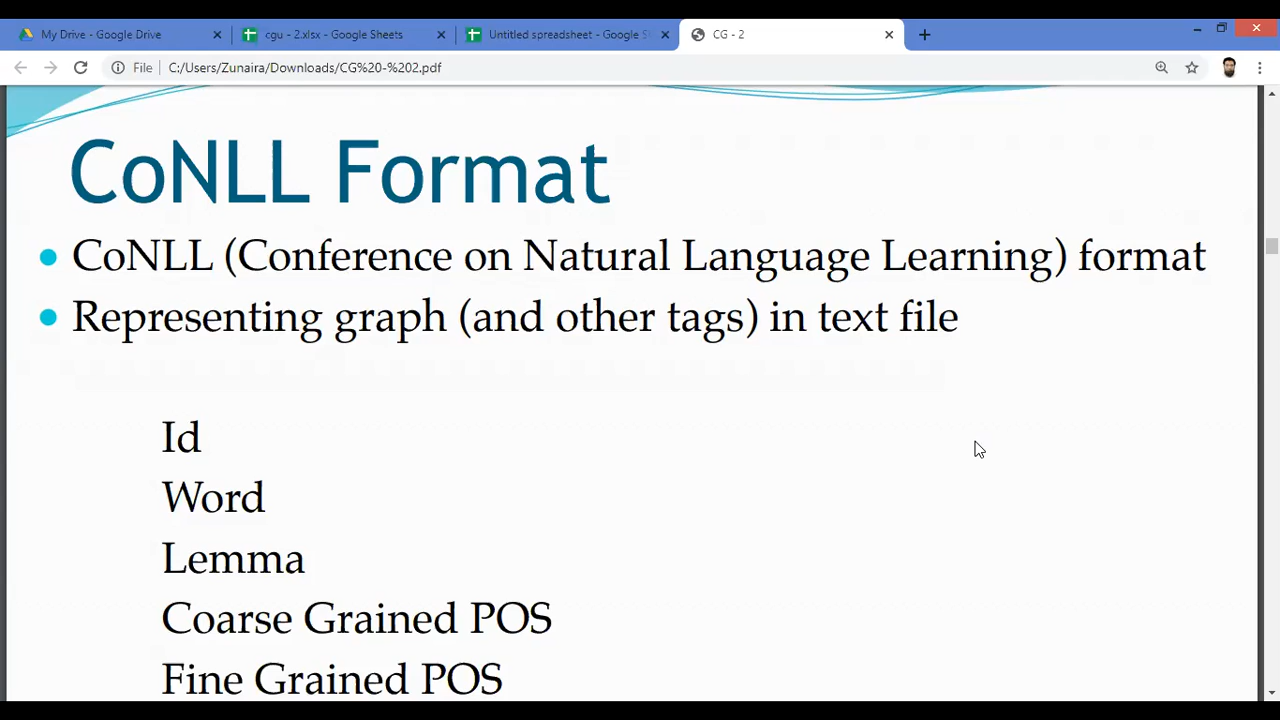 My Drive - Google Drive
cgu - 2.xlsx - Google Sheets
Untitled spreadsheet - Google S
CG - 2
File
C:/Users/Zunaira/Downloads/CG%20-%202.pdf
CoNLL Format
CoNLL (Conference on Natural Language Learning) format
Representing graph (and other tags) in text file
Id
Word
Lemma
Coarse Grained POS
Fine Grained POS